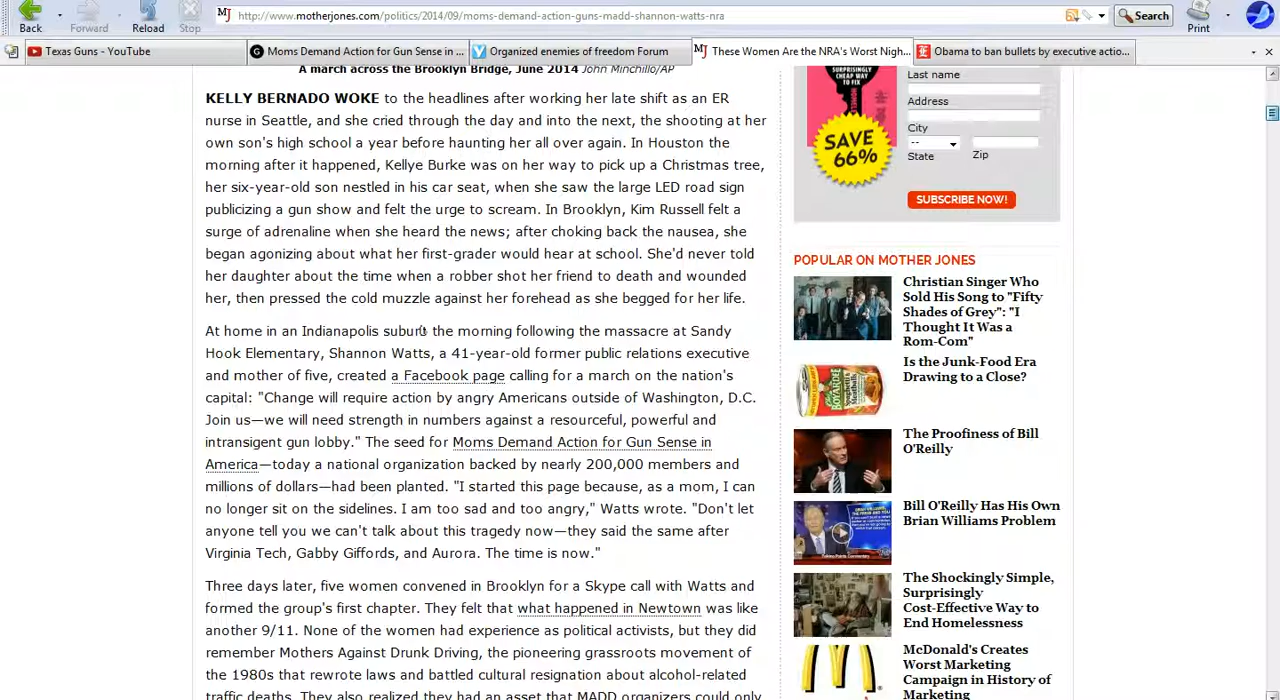 Back
Forward
Reload
Stop
MJ
http://www.motherjones.com/politics/2014/09/moms-demand-action-guns-madd-shannon-watts-nra
Search
Print
Texas Guns - YouTube
Moms Demand Action for Gun Sense in ...
Organized enemies of freedom Forum
MJ These Women Are the NRA's Worst Nigh...
Obama to ban bullets by executive actio...
A march across the Brooklyn Bridge, June 2014 John Minchillo/AP
KELLY BERNADO WOKE to the headlines after working her late shift as an ER
nurse in Seattle, and she cried through the day and into the next, the shooting at her
own son's high school a year before haunting her all over again. In Houston the
morning after it happened, Kellye Burke was on her way to pick up a Christmas tree,
her six-year-old son nestled in his car seat, when she saw the large LED road sign
publicizing a gun show and felt the urge to scream. In Brooklyn, Kim Russell felt a
surge of adrenaline when she heard the news; after choking back the nausea, she
began agonizing about what her first-grader would hear at school. She'd never told
her daughter about the time when a robber shot her friend to death and wounded
her, then pressed the cold muzzle against her forehead as she begged for her life.
At home in an Indianapolis suburb the morning following the massacre at Sandy
Hook Elementary, Shannon Watts, a 41-year-old former public relations executive
and mother of five, created a Facebook page calling for a march on the nation's
capital: "Change will require action by angry Americans outside of Washington, D.C.
Join us—we will need strength in numbers against a resourceful, powerful and
intransigent gun lobby." The seed for Moms Demand Action for Gun Sense in
America—today a national organization backed by nearly 200,000 members and
millions of dollars—had been planted. "I started this page because, as a mom, I can
no longer sit on the sidelines. I am too sad and too angry," Watts wrote. "Don't let
anyone tell you we can't talk about this tragedy now—they said the same after
Virginia Tech, Gabby Giffords, and Aurora. The time is now."
Three days later, five women convened in Brooklyn for a Skype call with Watts and
formed the group's first chapter. They felt that what happened in Newtown was like
another 9/11. None of the women had experience as political activists, but they did
remember Mothers Against Drunk Driving, the pioneering grassroots movement of
the 1980s that rewrote laws and battled cultural resignation about alcohol-related
traffic deaths. They also realized they had an asset that MADD organizers could only
SURPRISINGLY
CHEAP WAY
TO FIX
SAVE
66%
Last name
Address
City
--
State
Zip
SUBSCRIBE NOW!
POPULAR ON MOTHER JONES
Christian Singer Who
Sold His Song to "Fifty
Shades of Grey": "I
Thought It Was a
Rom-Com"
Is the Junk-Food Era
Drawing to a Close?
The Proofiness of Bill
O'Reilly
Bill O'Reilly Has His Own
Brian Williams Problem
The Shockingly Simple,
Surprisingly
Cost-Effective Way to
End Homelessness
McDonald's Creates
Worst Marketing
Campaign in History of
Marketing